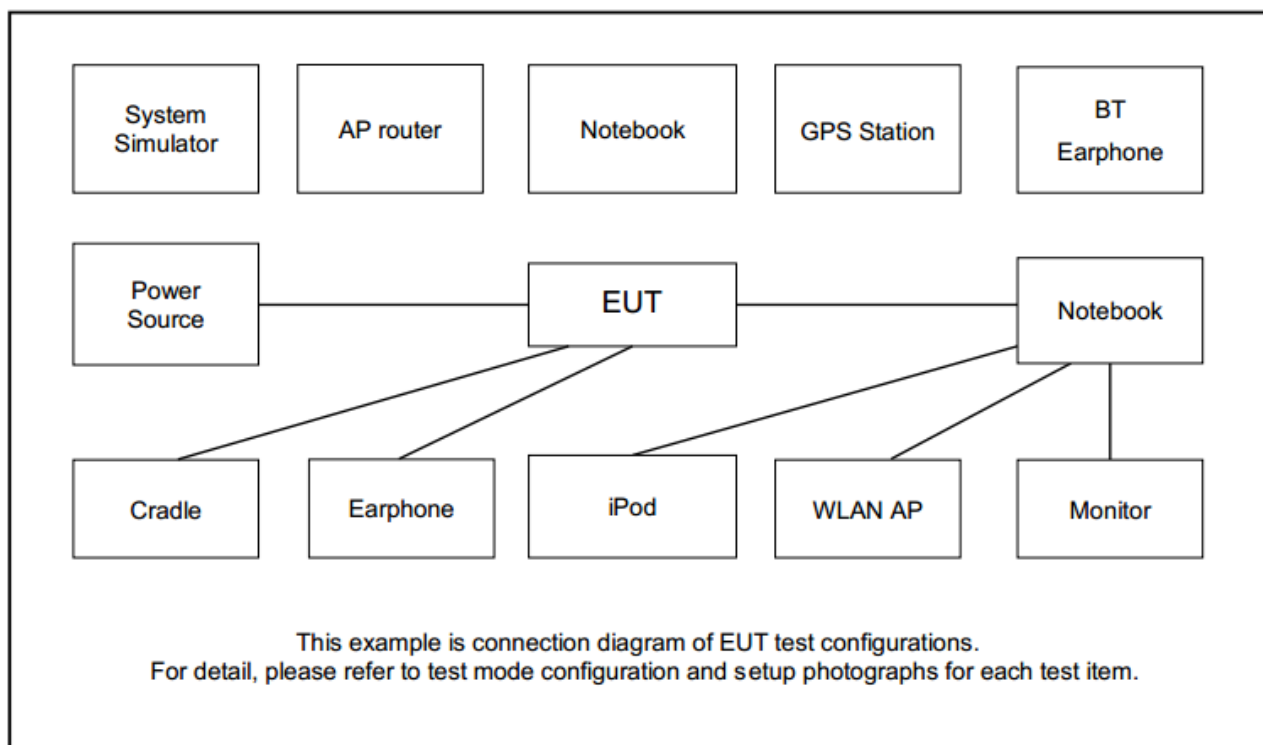 System
Simulator
AP router
Notebook
GPS Station
BT
Earphone
Power
Source
EUT
Notebook
Cradle
Earphone
iPod
WLAN AP
Monitor
This example is connection diagram of EUT test configurations.
For detail, please refer to test mode configuration and setup photographs for each test item.